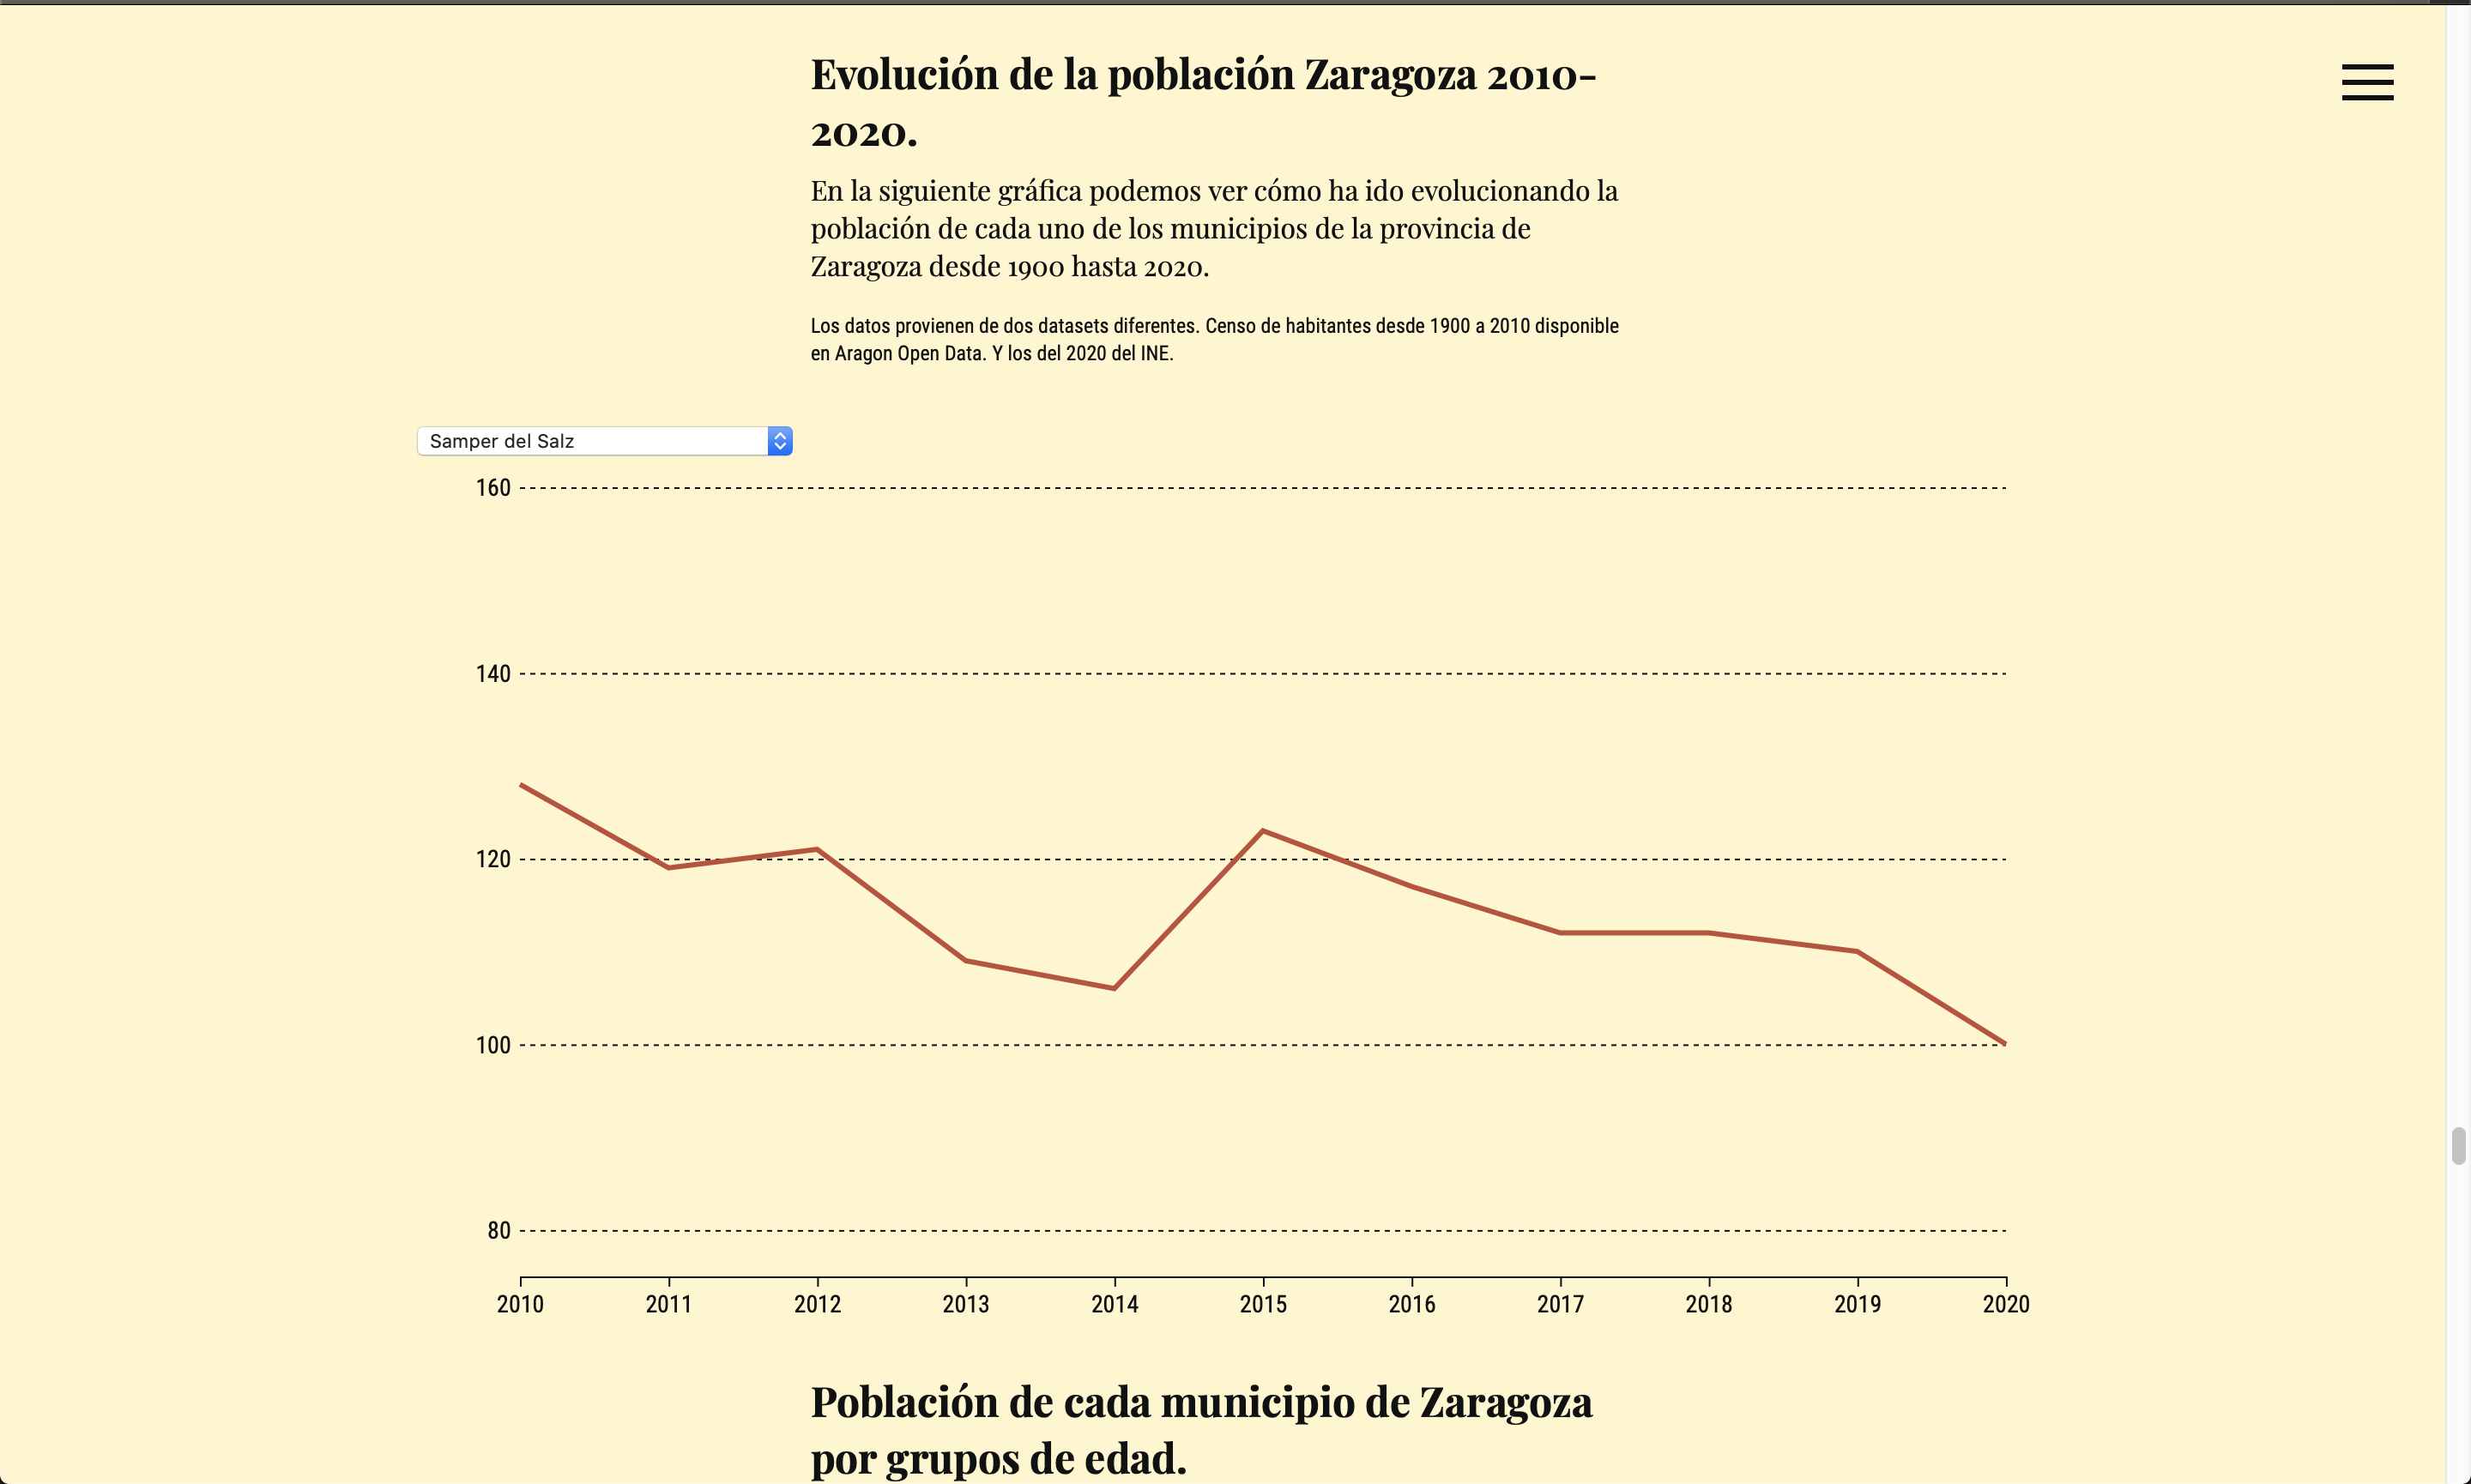 Evolución de la población Zaragoza 2010-
2020.
En la siguiente gráfica podemos ver cómo ha ido evolucionando la
población de cada uno de los municipios de la provincia de
Zaragoza desde 1900 hasta 2020.
Los datos provienen de dos datasets diferentes. Censo de habitantes desde 1900 a 2010 disponible
en Aragon Open Data. Y los del 2020 del INE.
Samper del Salz
160
140
120
100
80
2010 2011 2012 2013 2014 2015 2016 2017 2018 2019 2020
Población de cada municipio de Zaragoza
por grupos de edad.